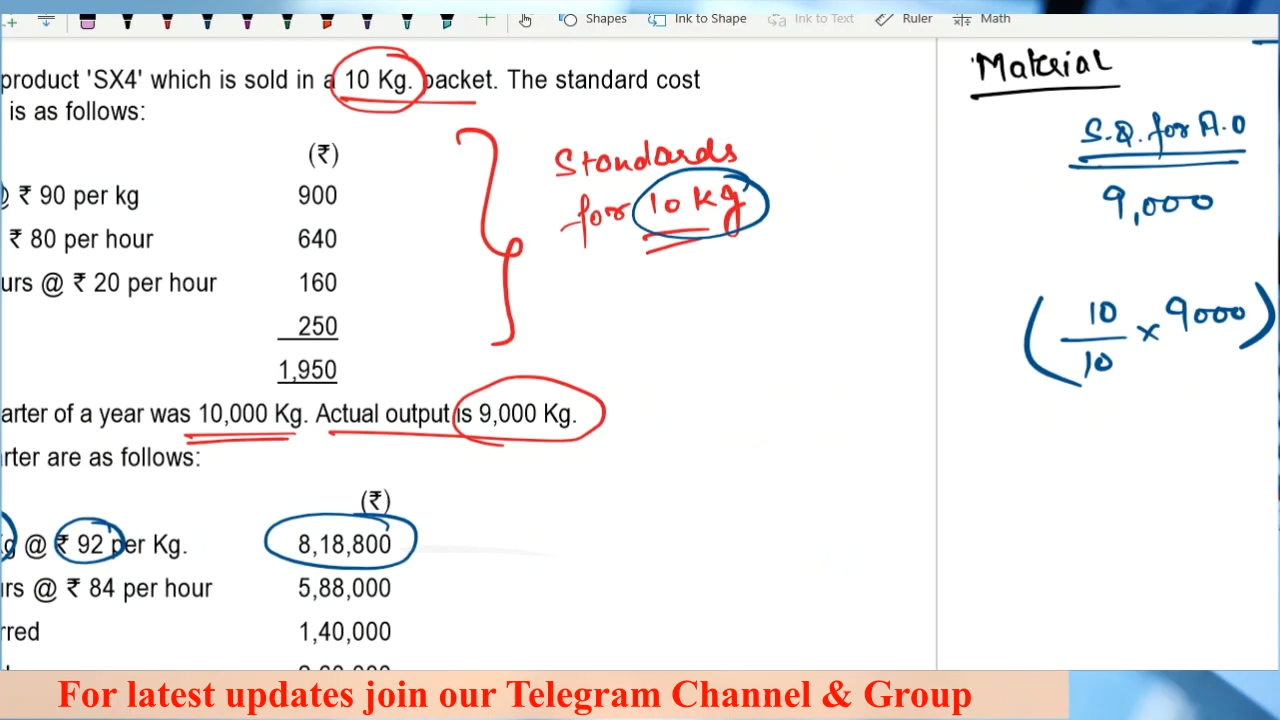 Shapes Ink to Shape Ink to Text Ruler Math
product 'SX4' which is sold in a 10 Kg. packet. The standard cost
is as follows:
(₹)
@ ₹ 90 per kg 900
₹ 80 per hour 640
urs @ ₹ 20 per hour 160
250
1,950
arter of a year was 10,000 Kg. Actual output is 9,000 Kg.
rter are as follows:
(₹)
g @ ₹ 92 per Kg. 8,18,800
urs @ ₹ 84 per hour 5,88,000
rred 1,40,000
Standards
for 10 Kg
Material
S.Q. for A.O
9,000
(10/10 × 9000)
For latest updates join our Telegram Channel & Group